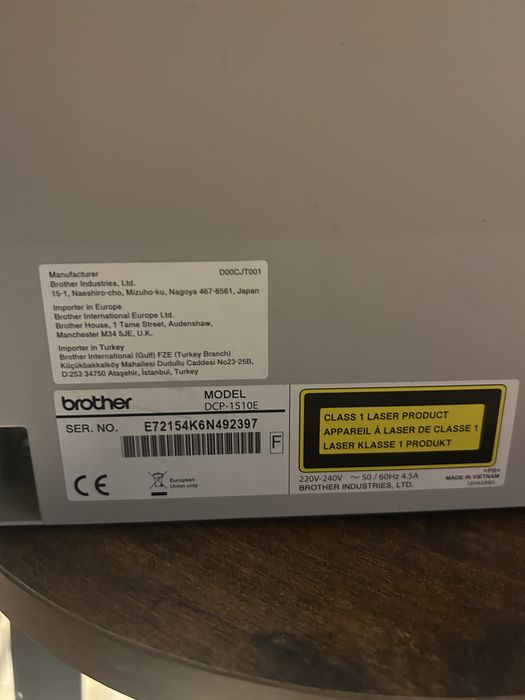 Manufacturer D00CJT001
Brother Industries, Ltd.
15-1, Naeshiro-cho, Mizuho-ku, Nagoya 467-8561, Japan
Importer in Europe
Brother International Europe Ltd.
Brother House, 1 Tame Street, Audenshaw,
Manchester M34 5JE, U.K.
Importer in Turkey
Brother International (Gulf) FZE (Turkey Branch)
Küçükbakkalköy Mahallesi Dudullu Caddesi No23-25B,
D:253 34750 Ataşehir, İstanbul, Turkey
brother MODEL
DCP-1510E
SER. NO. E72154K6N492397
F
CE
European
Union only
CLASS 1 LASER PRODUCT
APPAREIL À LASER DE CLASSE 1
LASER KLASSE 1 PRODUKT
>PS<
220V-240V ~ 50 / 60Hz 4.5A MADE IN VIETNAM
BROTHER INDUSTRIES, LTD.